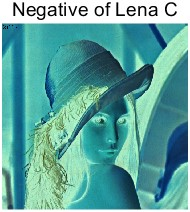 Negative of Lena C